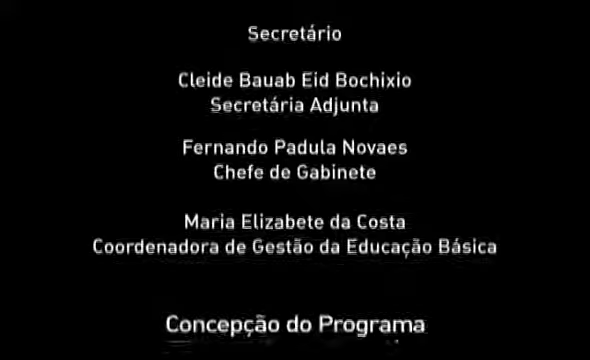 Secretário
Cleide Bauab Eid Bochixio
Secretária Adjunta
Fernando Padula Novaes
Chefe de Gabinete
Maria Elizabete da Costa
Coordenadora de Gestão da Educação Básica
Concepção do Programa